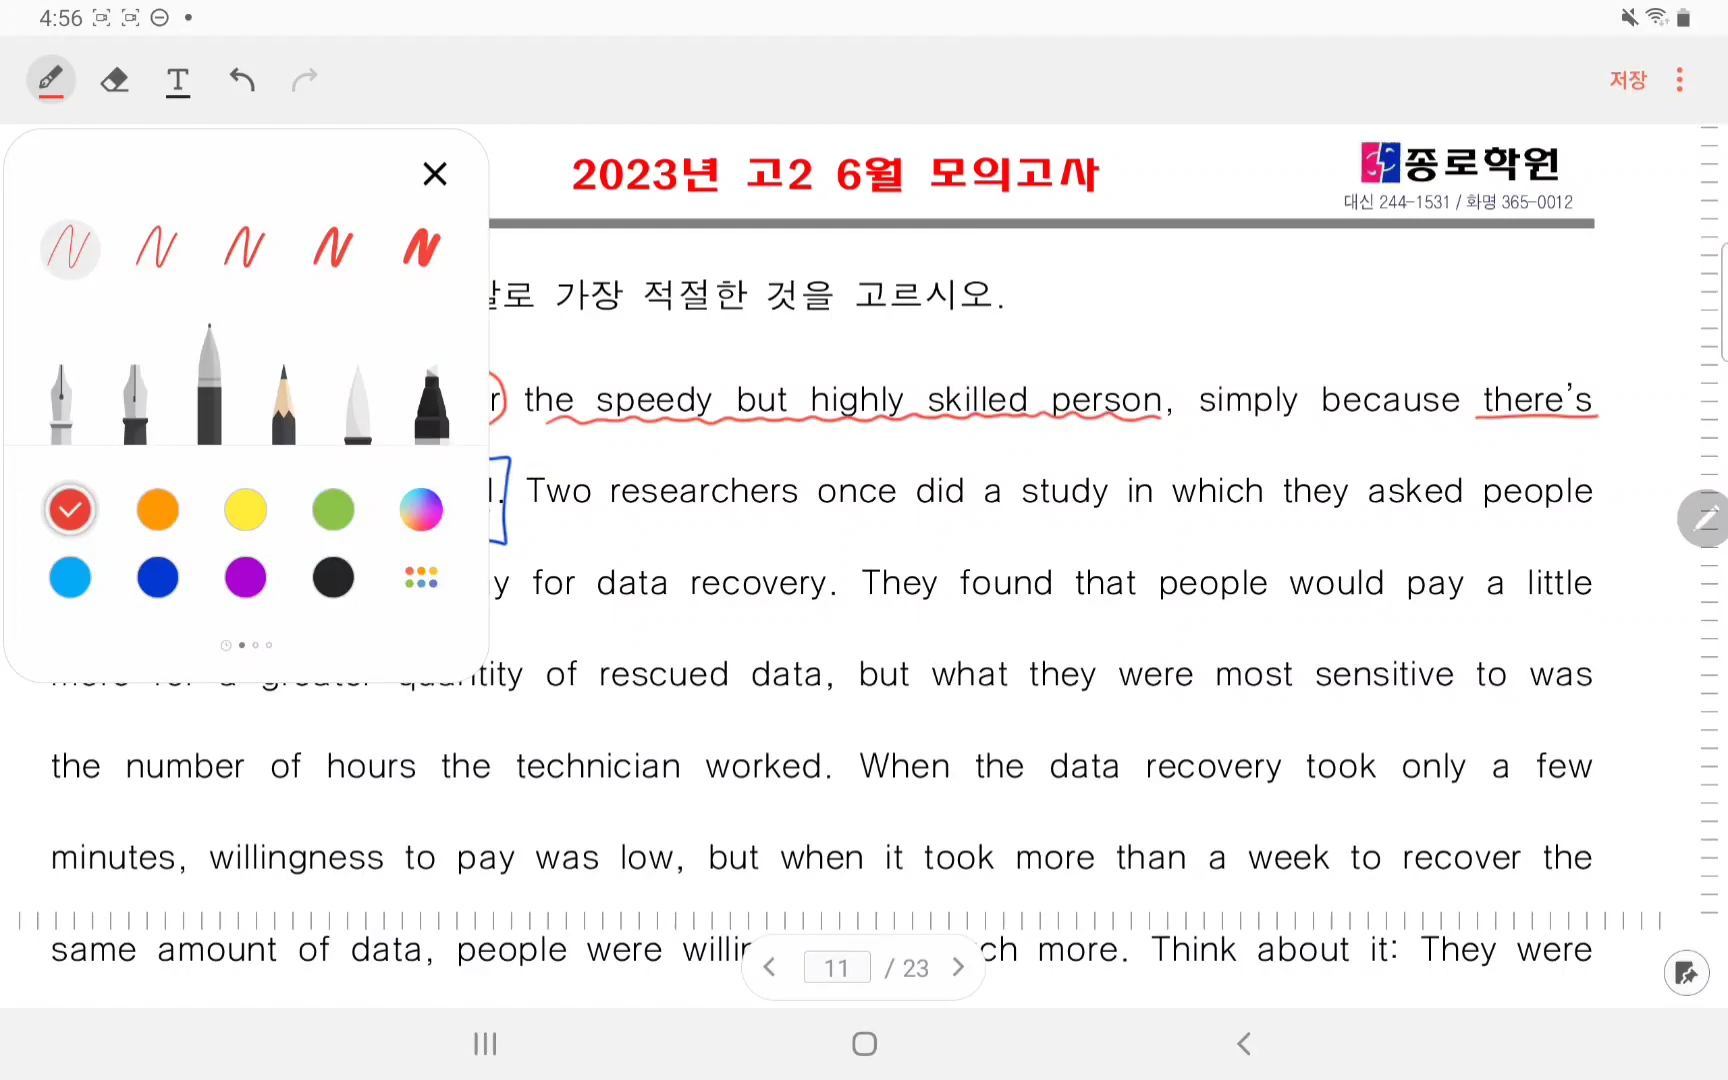 4:56
저장
2023년 고2 6월 모의고사
종로학원
대신 244-1531 / 화명 365-0012
로 가장 적절한 것을 고르시오.
r the speedy but highly skilled person, simply because there's
l. Two researchers once did a study in which they asked people
y for data recovery. They found that people would pay a little
of rescued data, but what they were most sensitive to was
the number of hours the technician worked. When the data recovery took only a few
minutes, willingness to pay was low, but when it took more than a week to recover the
same amount of data, people were more. Think about it: They were
11 / 23